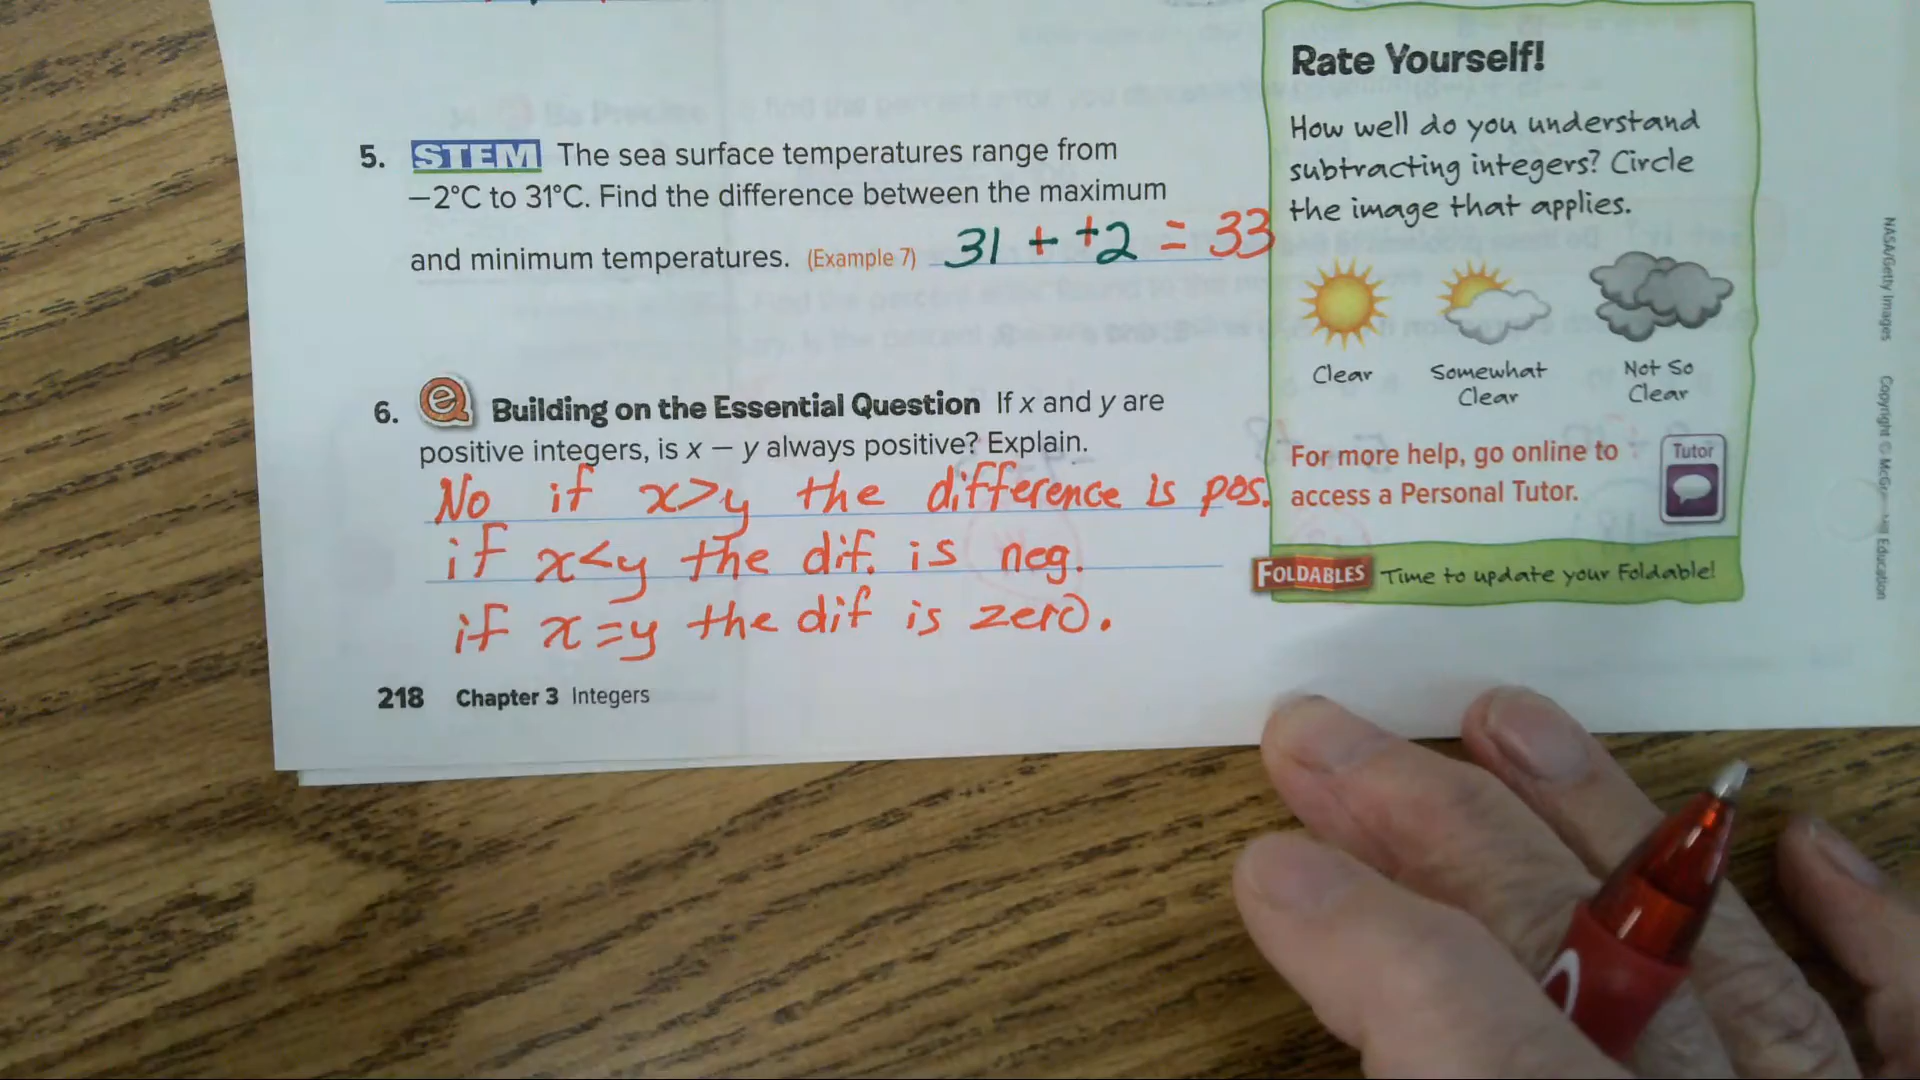 5. STEM The sea surface temperatures range from
−2°C to 31°C. Find the difference between the maximum
and minimum temperatures. (Example 7) 31 + +2 = 33
6. e Building on the Essential Question If x and y are
positive integers, is x − y always positive? Explain.
No if x>y the difference is pos.
if x<y the dif. is neg.
if x=y the dif is zero.
218 Chapter 3 Integers
Rate Yourself!
How well do you understand
subtracting integers? Circle
the image that applies.
Clear
Somewhat
Clear
Not So
Clear
For more help, go online to
access a Personal Tutor.
Tutor
FOLDABLES Time to update your Foldable!
NASA/Getty Images Copyright © McGraw-Hill Education